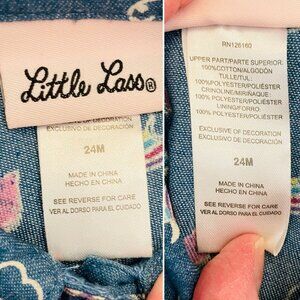 Little Lass®
EXCLUSIVE OF DECORATION
EXCLUSIVO DE DECORACIÓN
24M
MADE IN CHINA
HECHO EN CHINA
SEE REVERSE FOR CARE
VER AL DORSO PARA EL CUIDADO
RN126160
UPPER PART/PARTE SUPERIOR:
100%COTTON/ALGODÓN
TULLE/TUL:
100%POLYESTER/POLIÉSTER
CRINOLINE/MIRIÑAQUE:
100%POLYESTER/POLIÉSTER
LINING/FORRO:
100%POLYESTER/POLIÉSTER
EXCLUSIVE OF DECORATION
EXCLUSIVO DE DECORACIÓN
24M
MADE IN CHINA
HECHO EN CHINA
SEE REVERSE FOR CARE
VER AL DORSO PARA EL CUIDADO